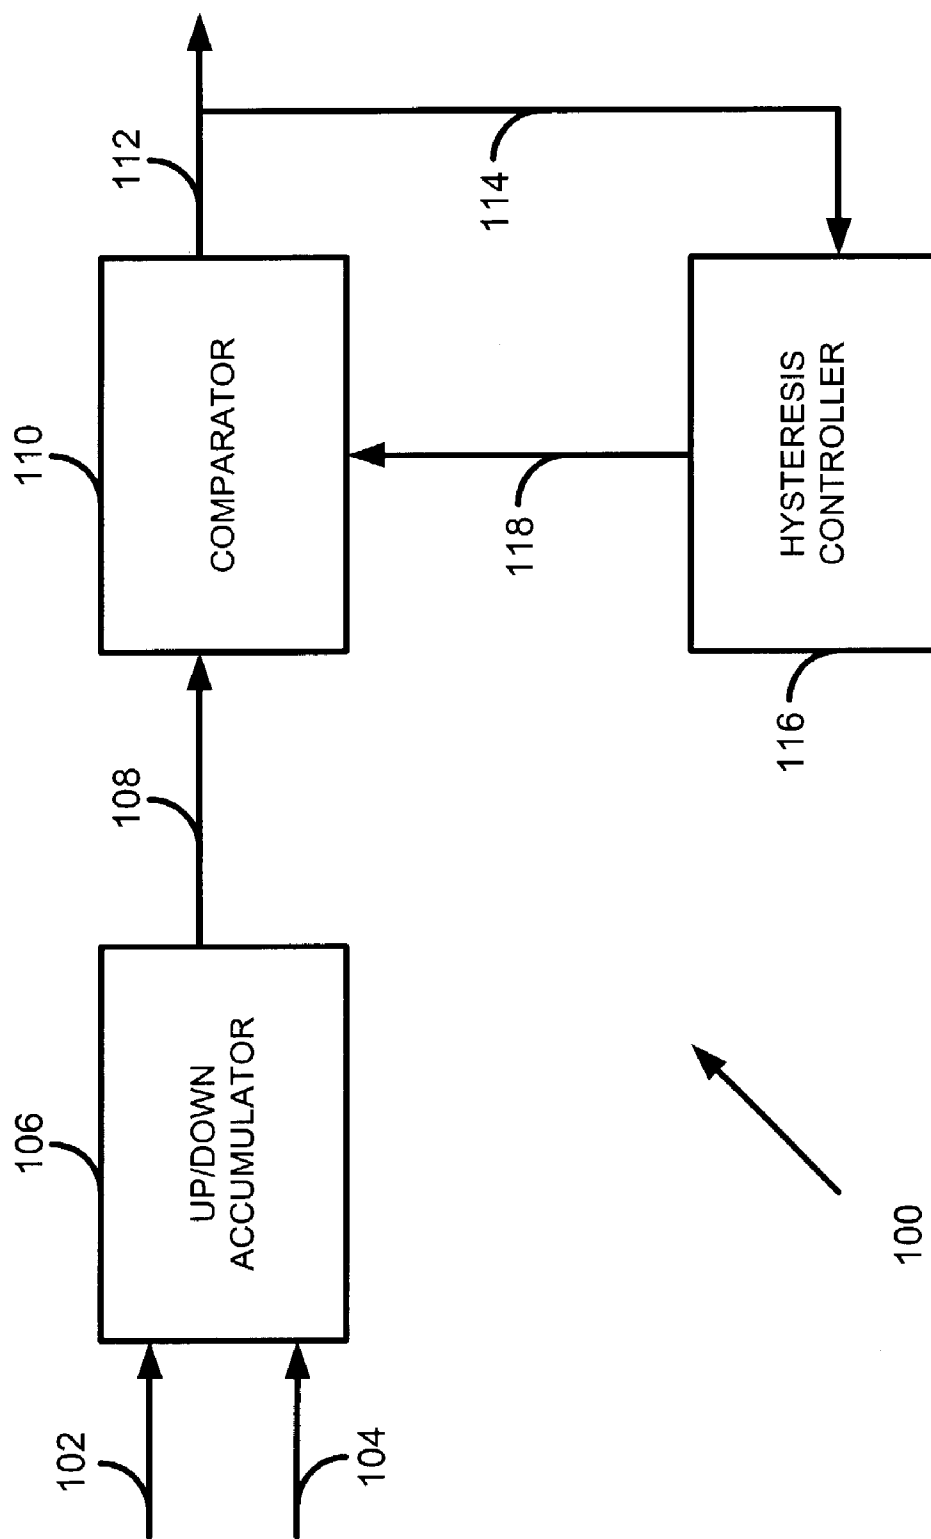 102
104
106
UP/DOWN
ACCUMULATOR
108
110
COMPARATOR
112
114
118
116
HYSTERESIS
CONTROLLER
100